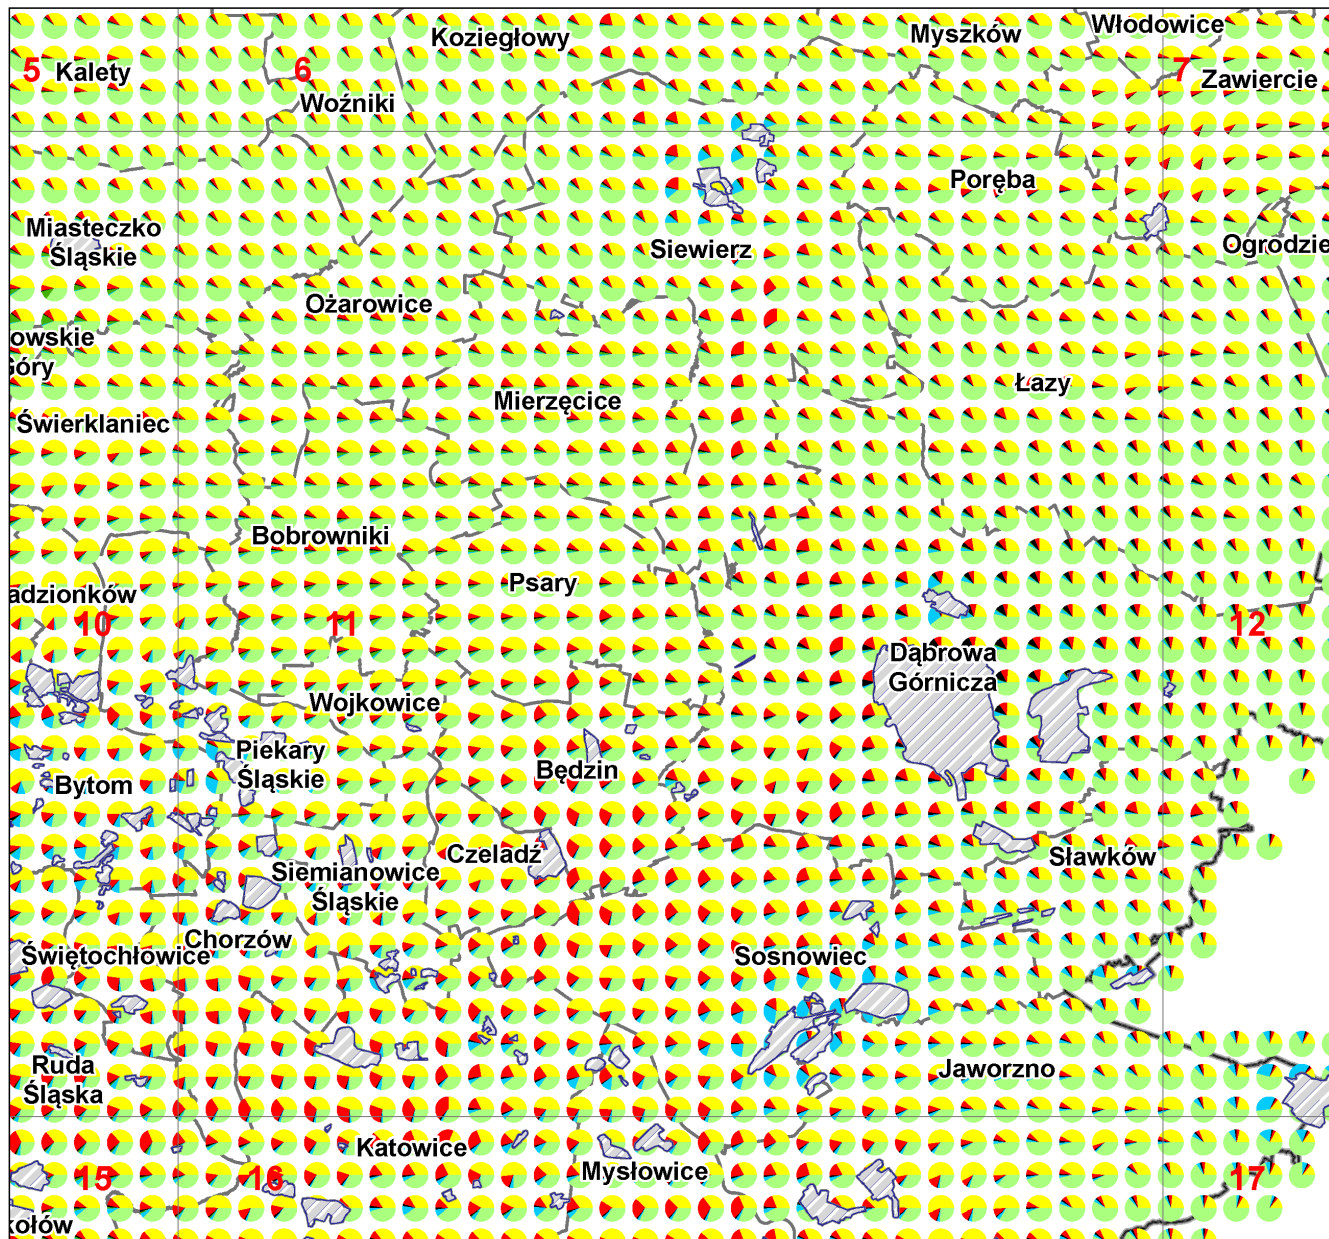 Koziegłowy
Myszków
Włodowice
5
Kalety
6
7
Zawiercie
Woźniki
Poręba
Miasteczko
Śląskie
Siewierz
Ogrodzie
Ożarowice
owskie
Góry
Łazy
Mierzęcice
Świerklaniec
Bobrowniki
Psary
adzionków
10
11
12
Dąbrowa
Górnicza
Wojkowice
Piekary
Śląskie
Będzin
Bytom
Czeladź
Sławków
Siemianowice
Śląskie
Chorzów
Świętochłowice
Sosnowiec
Ruda
Śląska
Jaworzno
Katowice
Mysłowice
15
16
17
kołów